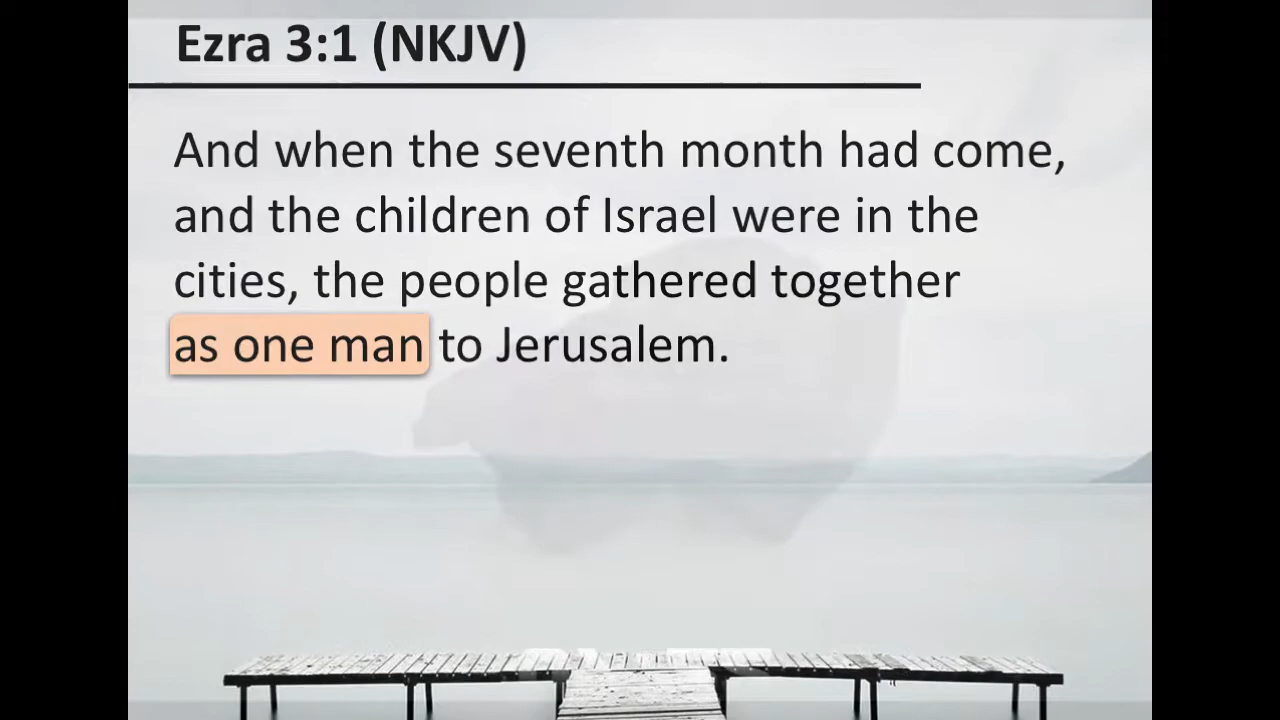 Ezra 3:1 (NKJV)
And when the seventh month had come,
and the children of Israel were in the
cities, the people gathered together
as one man to Jerusalem.